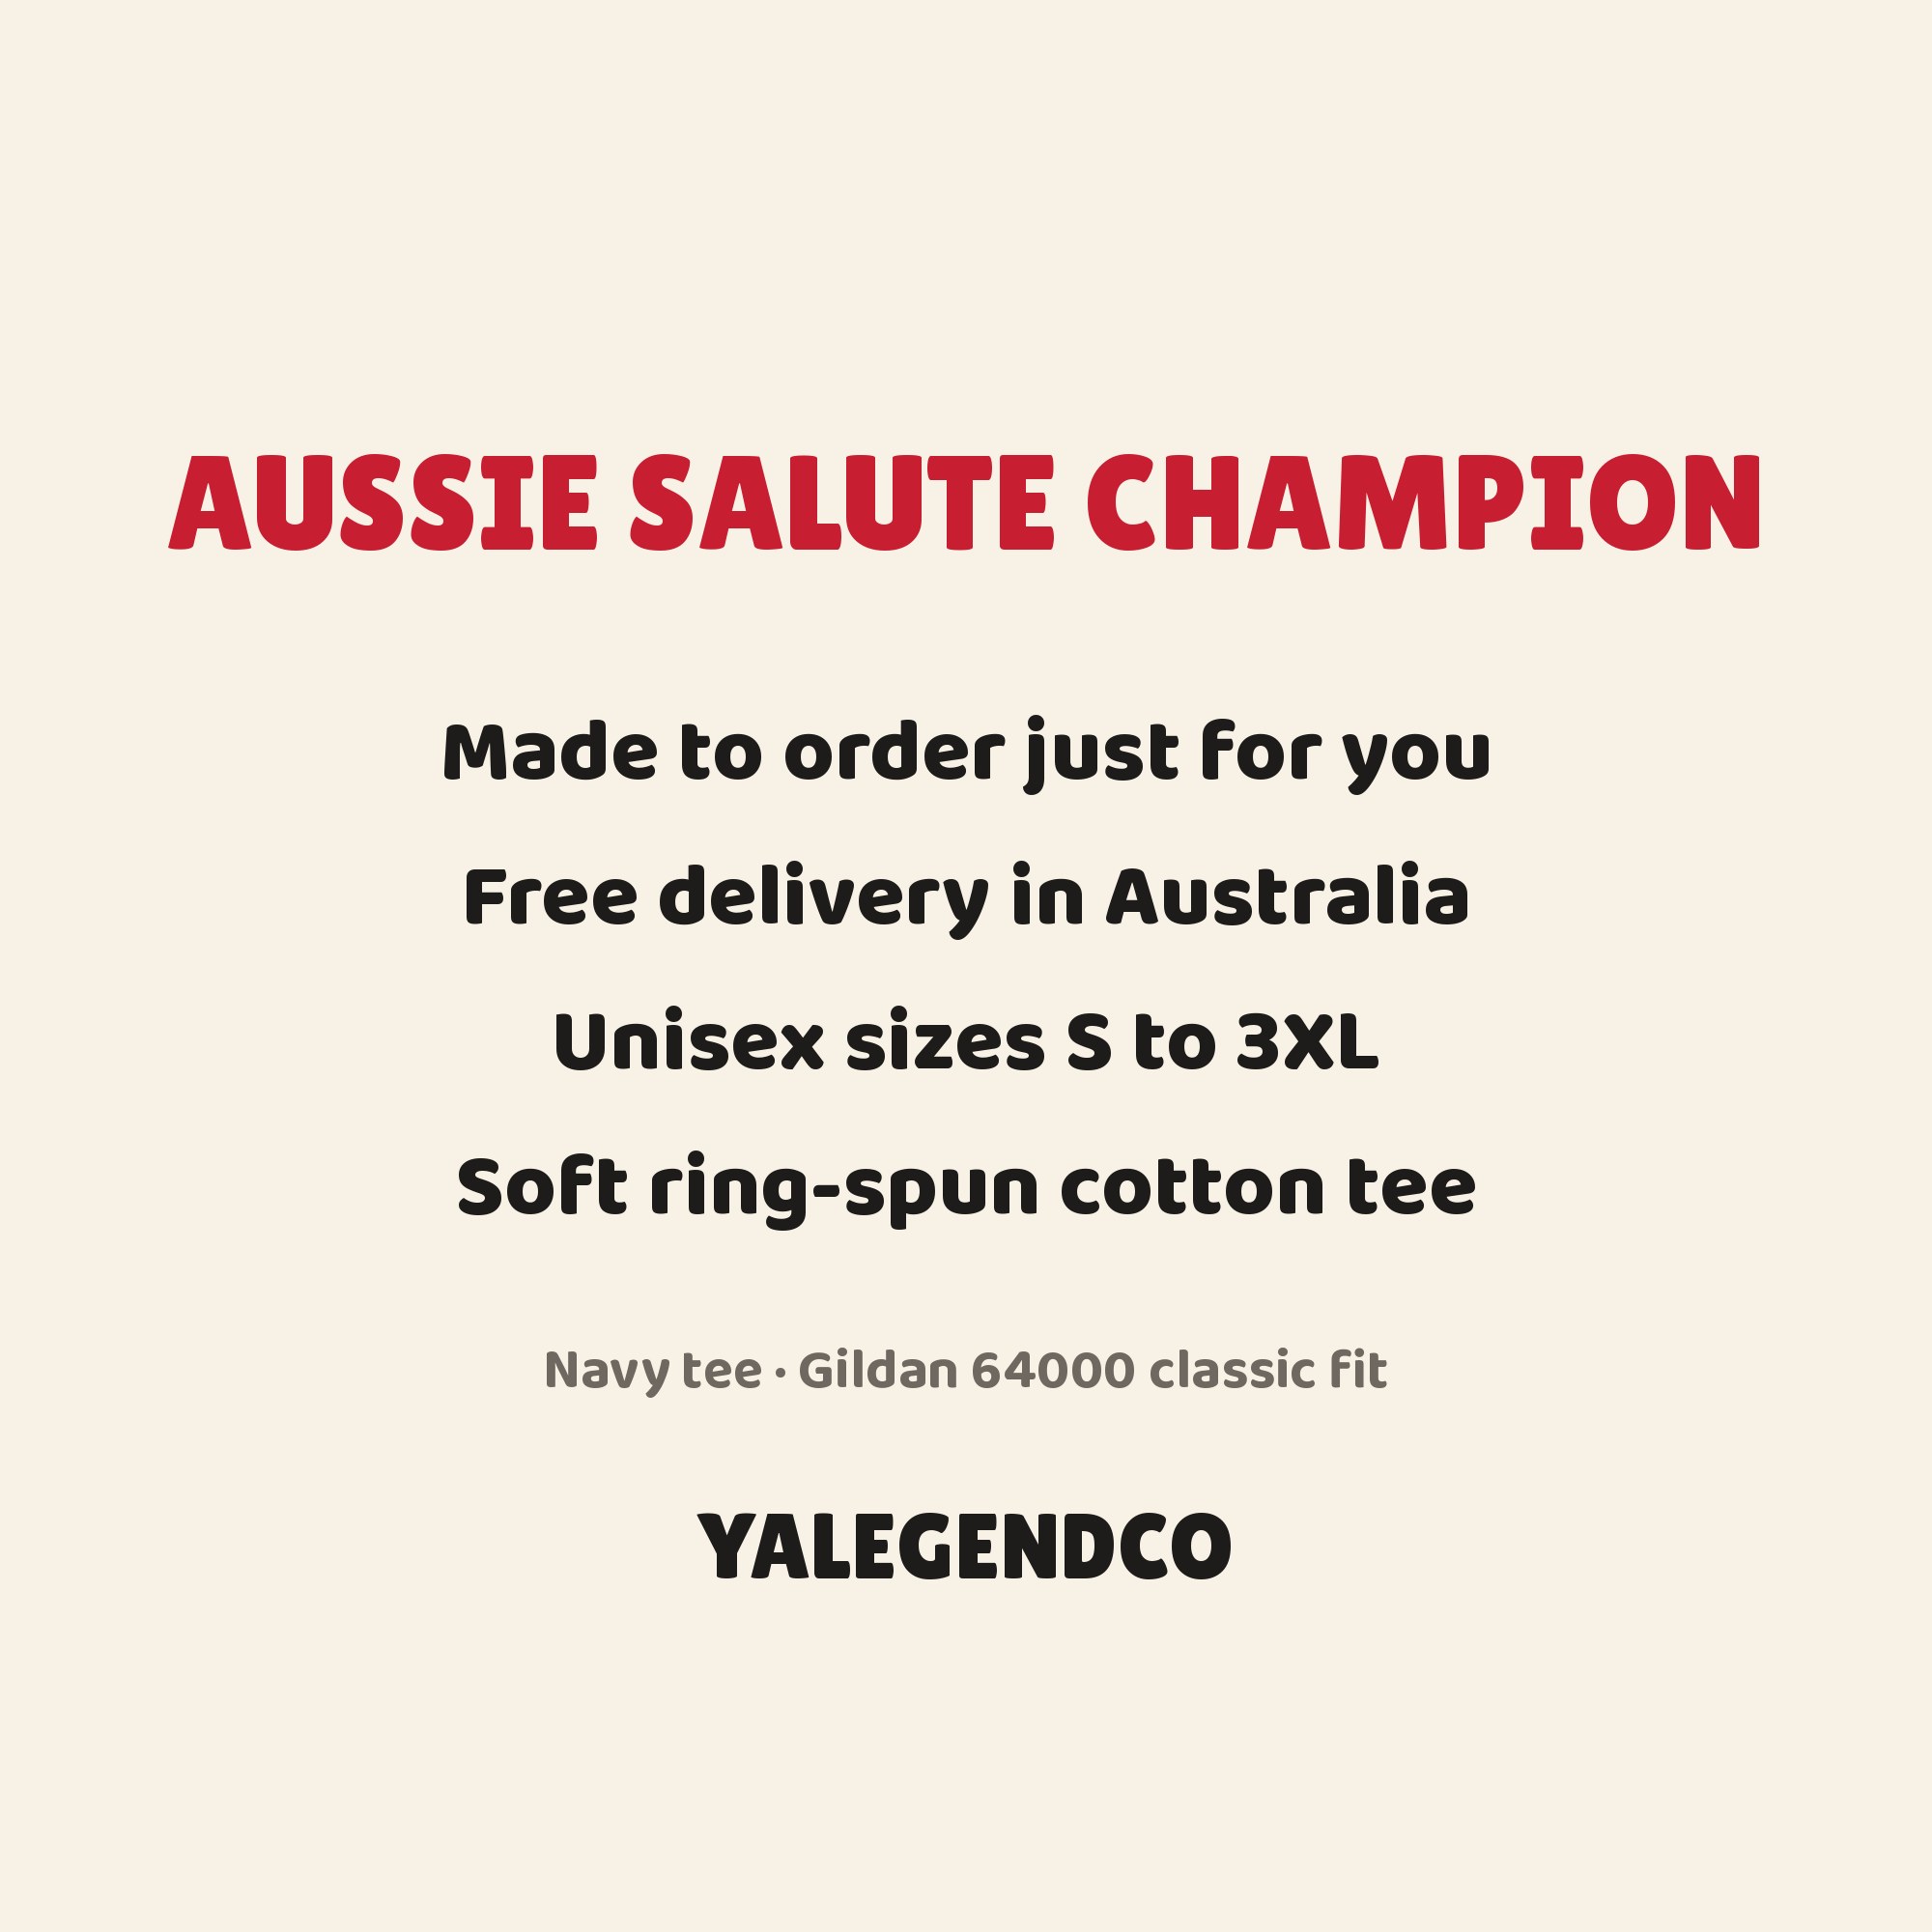 AUSSIE SALUTE CHAMPION
Made to order just for you
Free delivery in Australia
Unisex sizes S to 3XL
Soft ring-spun cotton tee
Navy tee · Gildan 64000 classic fit
YALEGENDCO